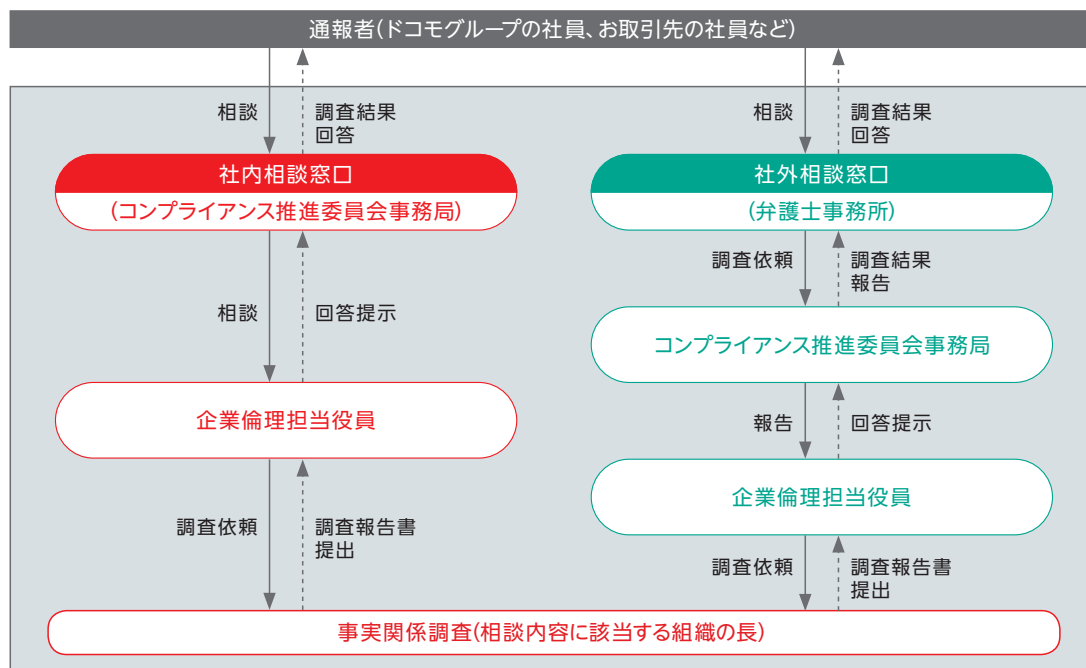 通報者(ドコモグループの社員、お取引先の社員など)
相談
調査結果
回答
相談
調査結果
回答
社内相談窓口
(コンプライアンス推進委員会事務局)
社外相談窓口
(弁護士事務所)
調査依頼
調査結果
報告
相談
回答提示
コンプライアンス推進委員会事務局
企業倫理担当役員
報告
回答提示
企業倫理担当役員
調査依頼
調査報告書
提出
調査依頼
調査報告書
提出
事実関係調査(相談内容に該当する組織の長)